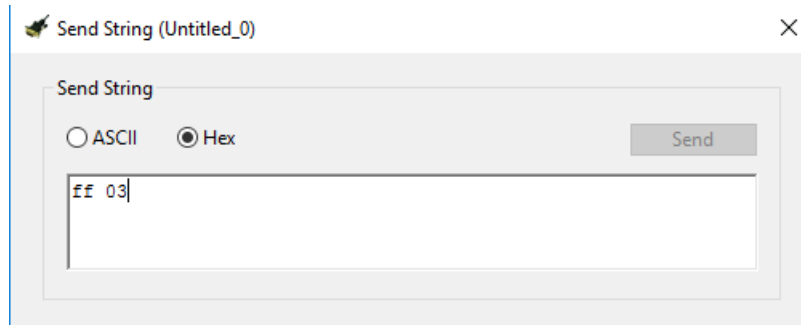 Send String (Untitled_0)
Send String
ASCII Hex Send
ff 03